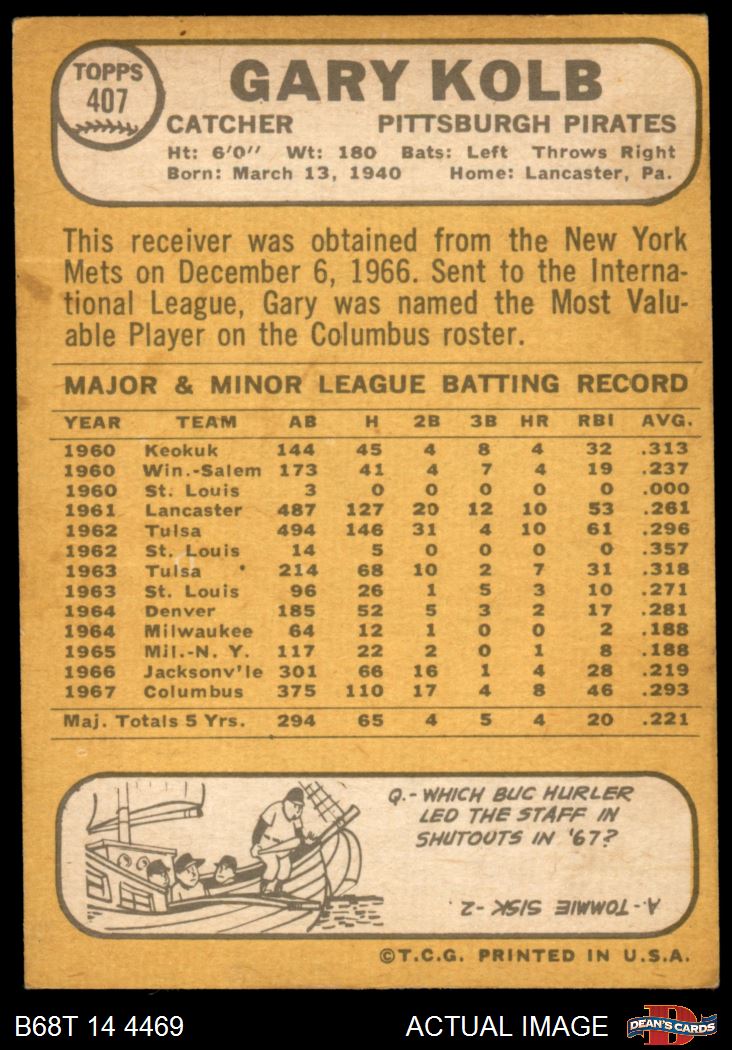 TOPPS
407
GARY KOLB
CATCHER PITTSBURGH PIRATES
Ht: 6'0" Wt: 180 Bats: Left Throws Right
Born: March 13, 1940 Home: Lancaster, Pa.
This receiver was obtained from the New York
Mets on December 6, 1966. Sent to the Interna-
tional League, Gary was named the Most Valu-
able Player on the Columbus roster.
MAJOR & MINOR LEAGUE BATTING RECORD
YEAR TEAM AB H 2B 3B HR RBI AVG.
1960 Keokuk 144 45 4 8 4 32 .313
1960 Win.-Salem 173 41 4 7 4 19 .237
1960 St. Louis 3 0 0 0 0 0 .000
1961 Lancaster 487 127 20 12 10 53 .261
1962 Tulsa 494 146 31 4 10 61 .296
1962 St. Louis 14 5 0 0 0 0 .357
1963 Tulsa 214 68 10 2 7 31 .318
1963 St. Louis 96 26 1 5 3 10 .271
1964 Denver 185 52 5 3 2 17 .281
1964 Milwaukee 64 12 1 0 0 2 .188
1965 Mil.-N. Y. 117 22 2 0 1 8 .188
1966 Jacksonv'le 301 66 16 1 4 28 .219
1967 Columbus 375 110 17 4 8 46 .293
Maj. Totals 5 Yrs. 294 65 4 5 4 20 .221
Q.- WHICH BUC HURLER
LED THE STAFF IN
SHUTOUTS IN '67?
A- TOMMIE SISK -2
©T.C.G. PRINTED IN U.S.A.
B68T 14 4469 ACTUAL IMAGE D DEAN'S CARDS